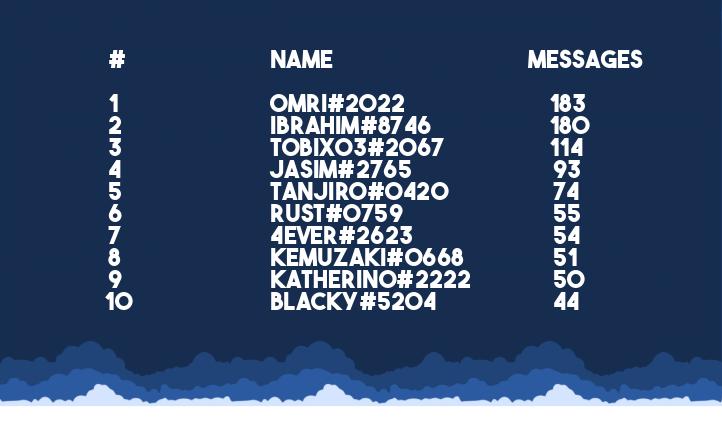 # NAME MESSAGES
1 OMRI#2022 183
2 IBRAHIM#8746 180
3 TOBIXO3#2067 114
4 JASIM#2765 93
5 TANJIRO#0420 74
6 RUST#0759 55
7 4EVER#2623 54
8 KEMUZAKI#0668 51
9 KATHERINO#2222 50
10 BLACKY#5204 44